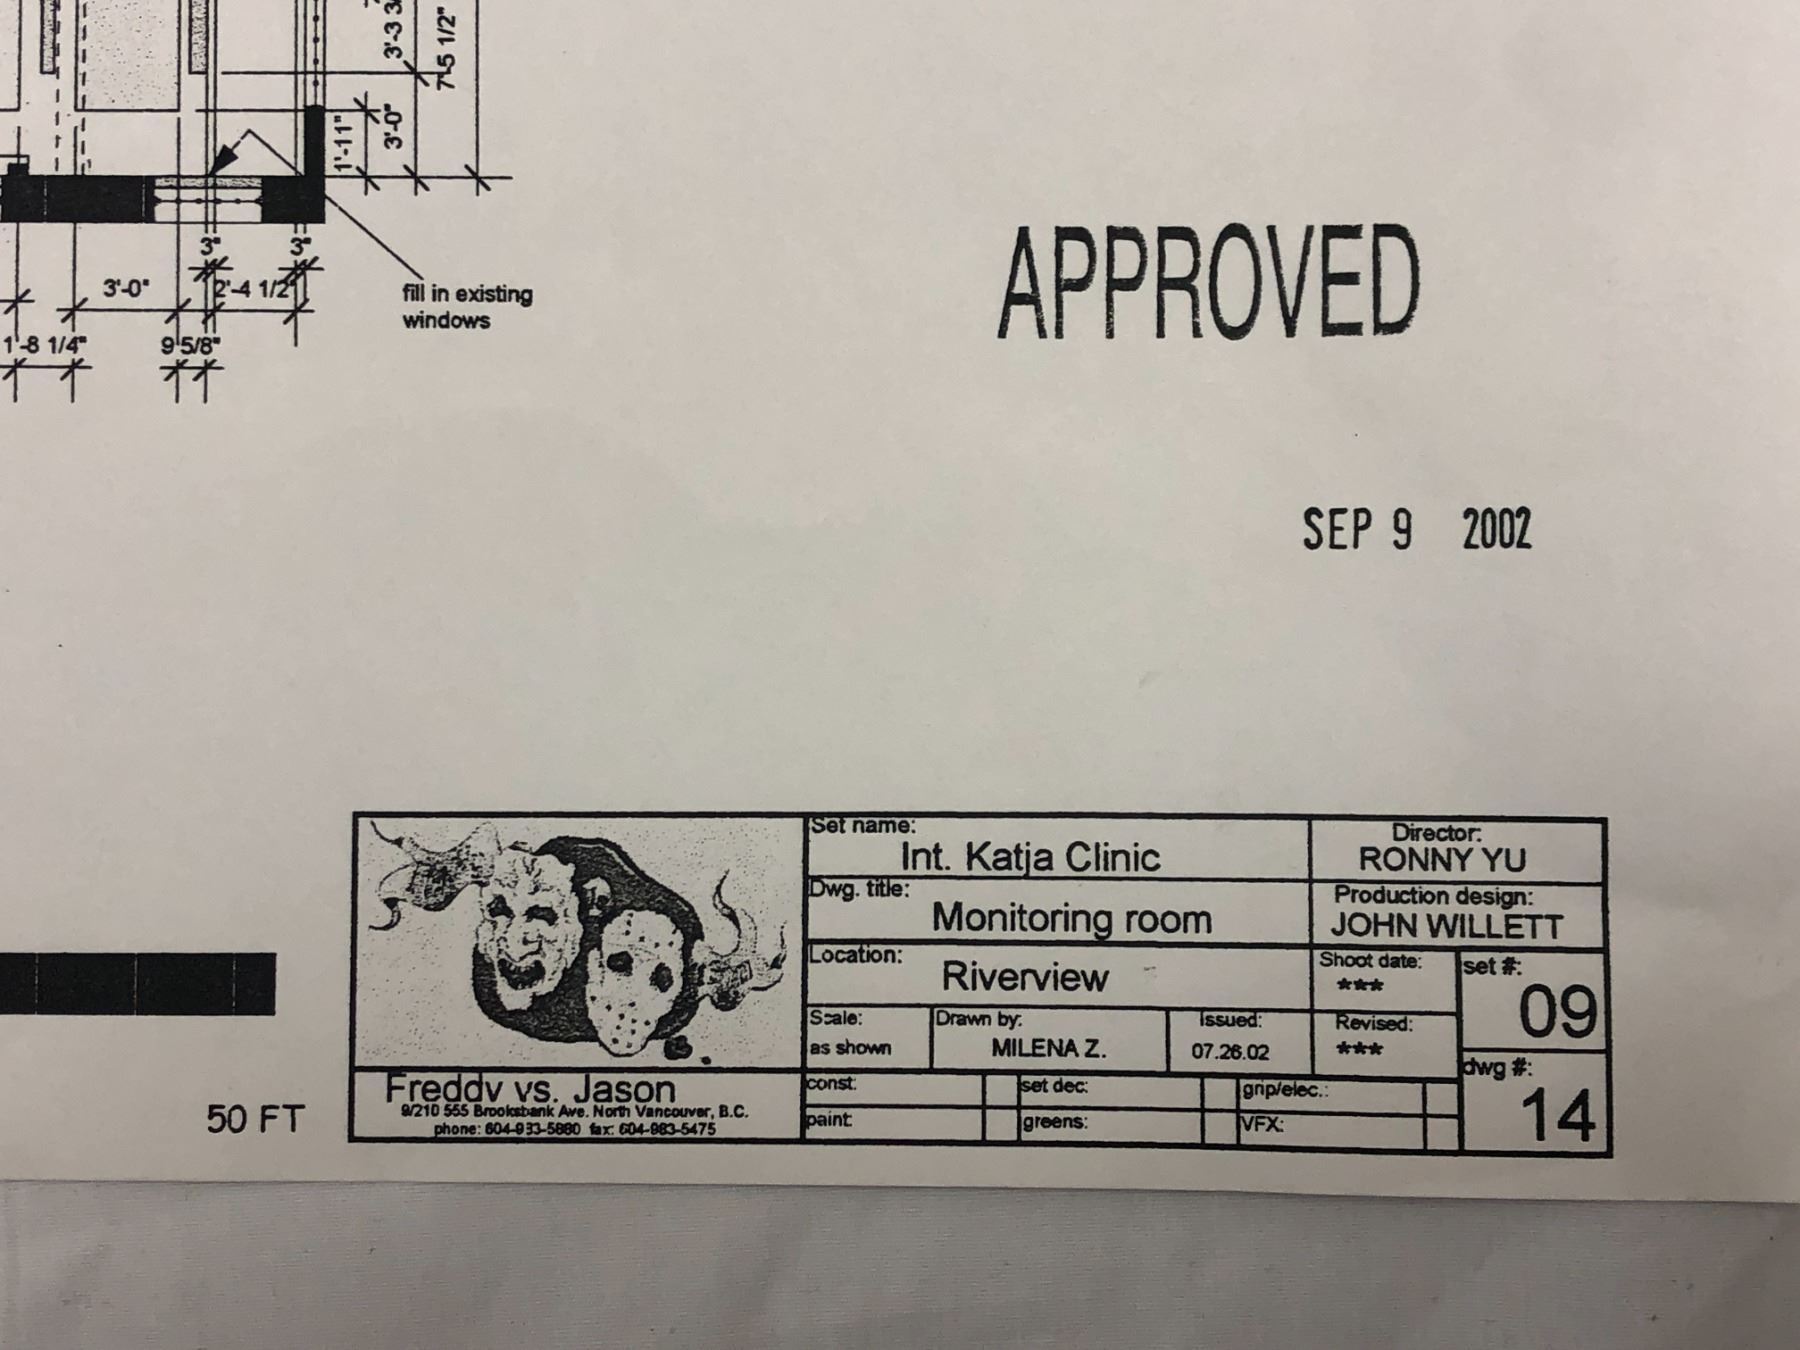 3'-3 3/
7'-5 1/2"
1'-11"
3'-0"
3"
3"
3'-0"
2'-4 1/2"
1'-8 1/4"
9 5/8"
fill in existing
windows
APPROVED
SEP 9 2002
50 FT
Freddy vs. Jason
9/210 555 Brooksbank Ave. North Vancouver, B.C.
phone: 604-983-5880 fax: 604-983-5475
Set name:
Int. Katja Clinic
Director:
RONNY YU
Dwg. title:
Monitoring room
Production design:
JOHN WILLETT
Location:
Riverview
Shoot date:
***
set #:
09
Scale:
as shown
Drawn by:
MILENA Z.
Issued:
07.26.02
Revised:
***
dwg #:
14
const:
set dec:
grip/elec.:
paint:
greens:
VFX: